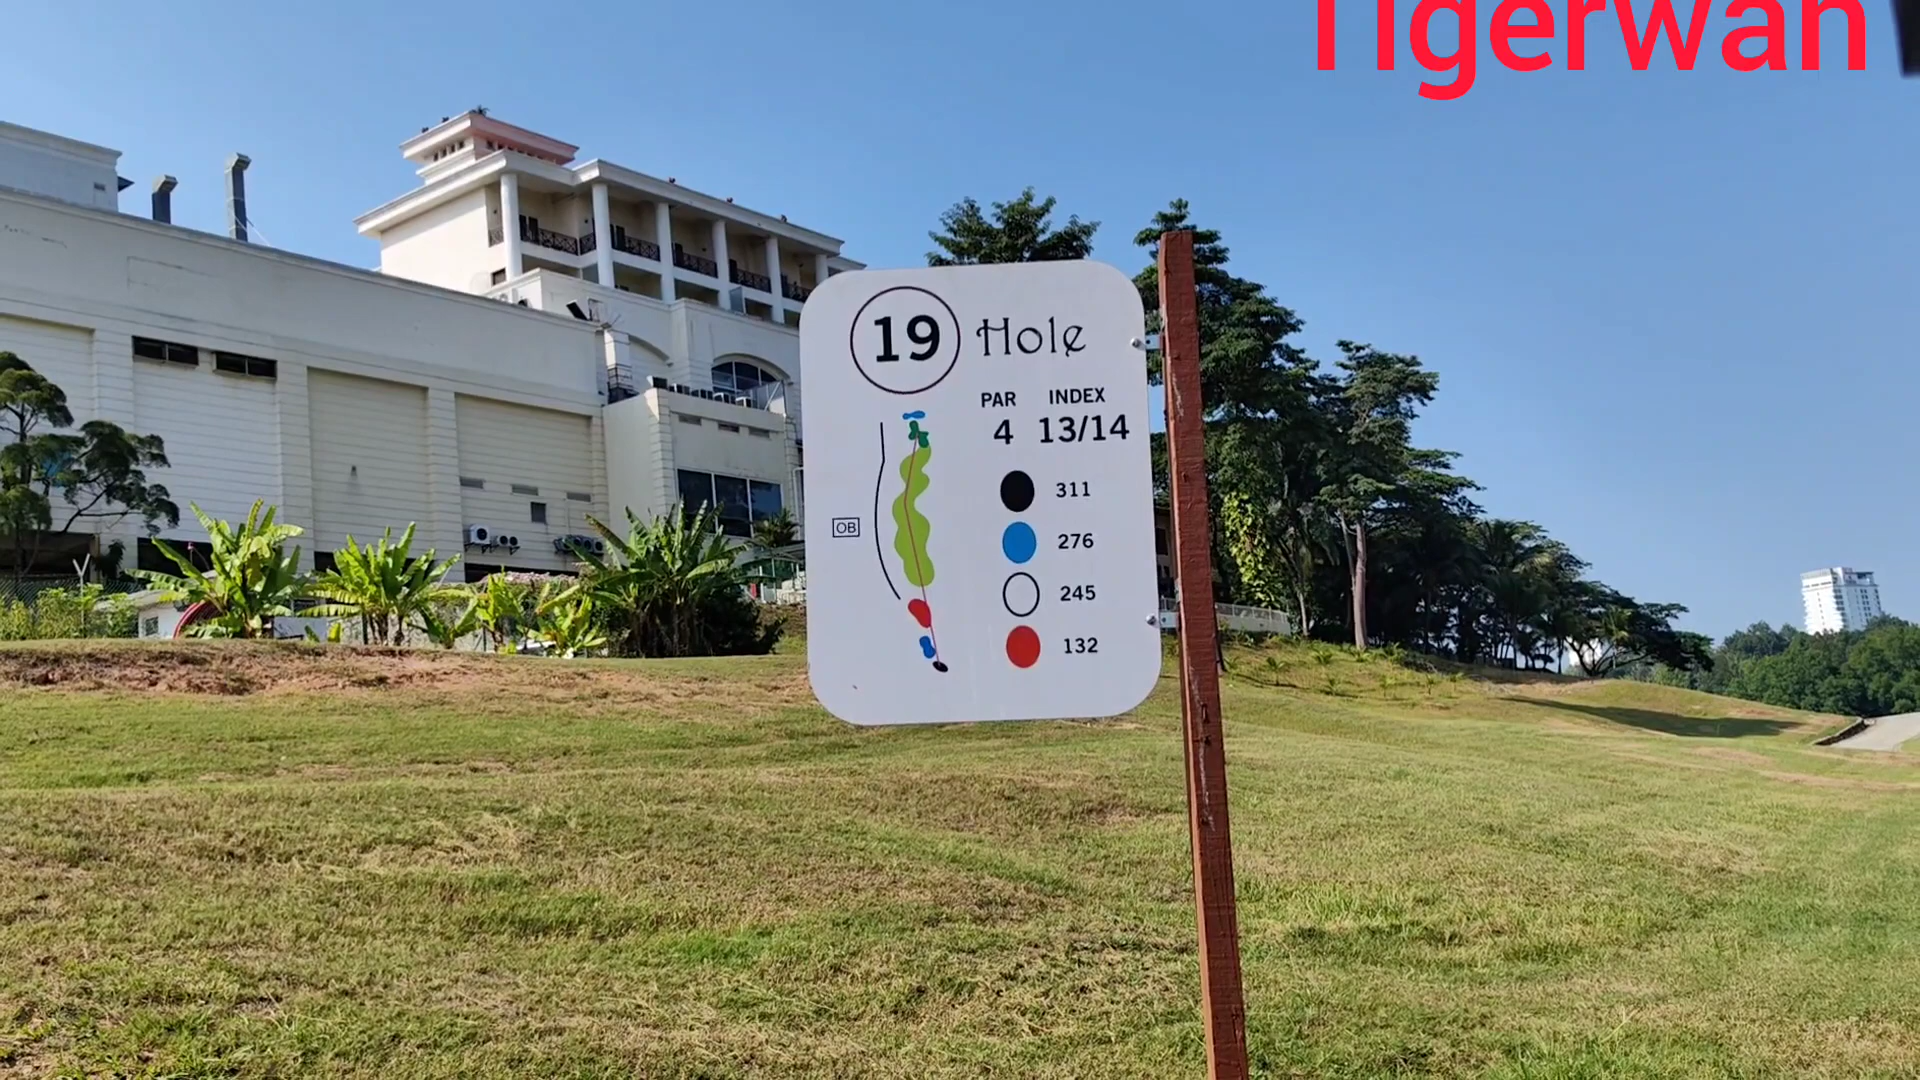 Tigerwan
19 Hole
PAR INDEX
4 13/14
311
276
OB
245
132